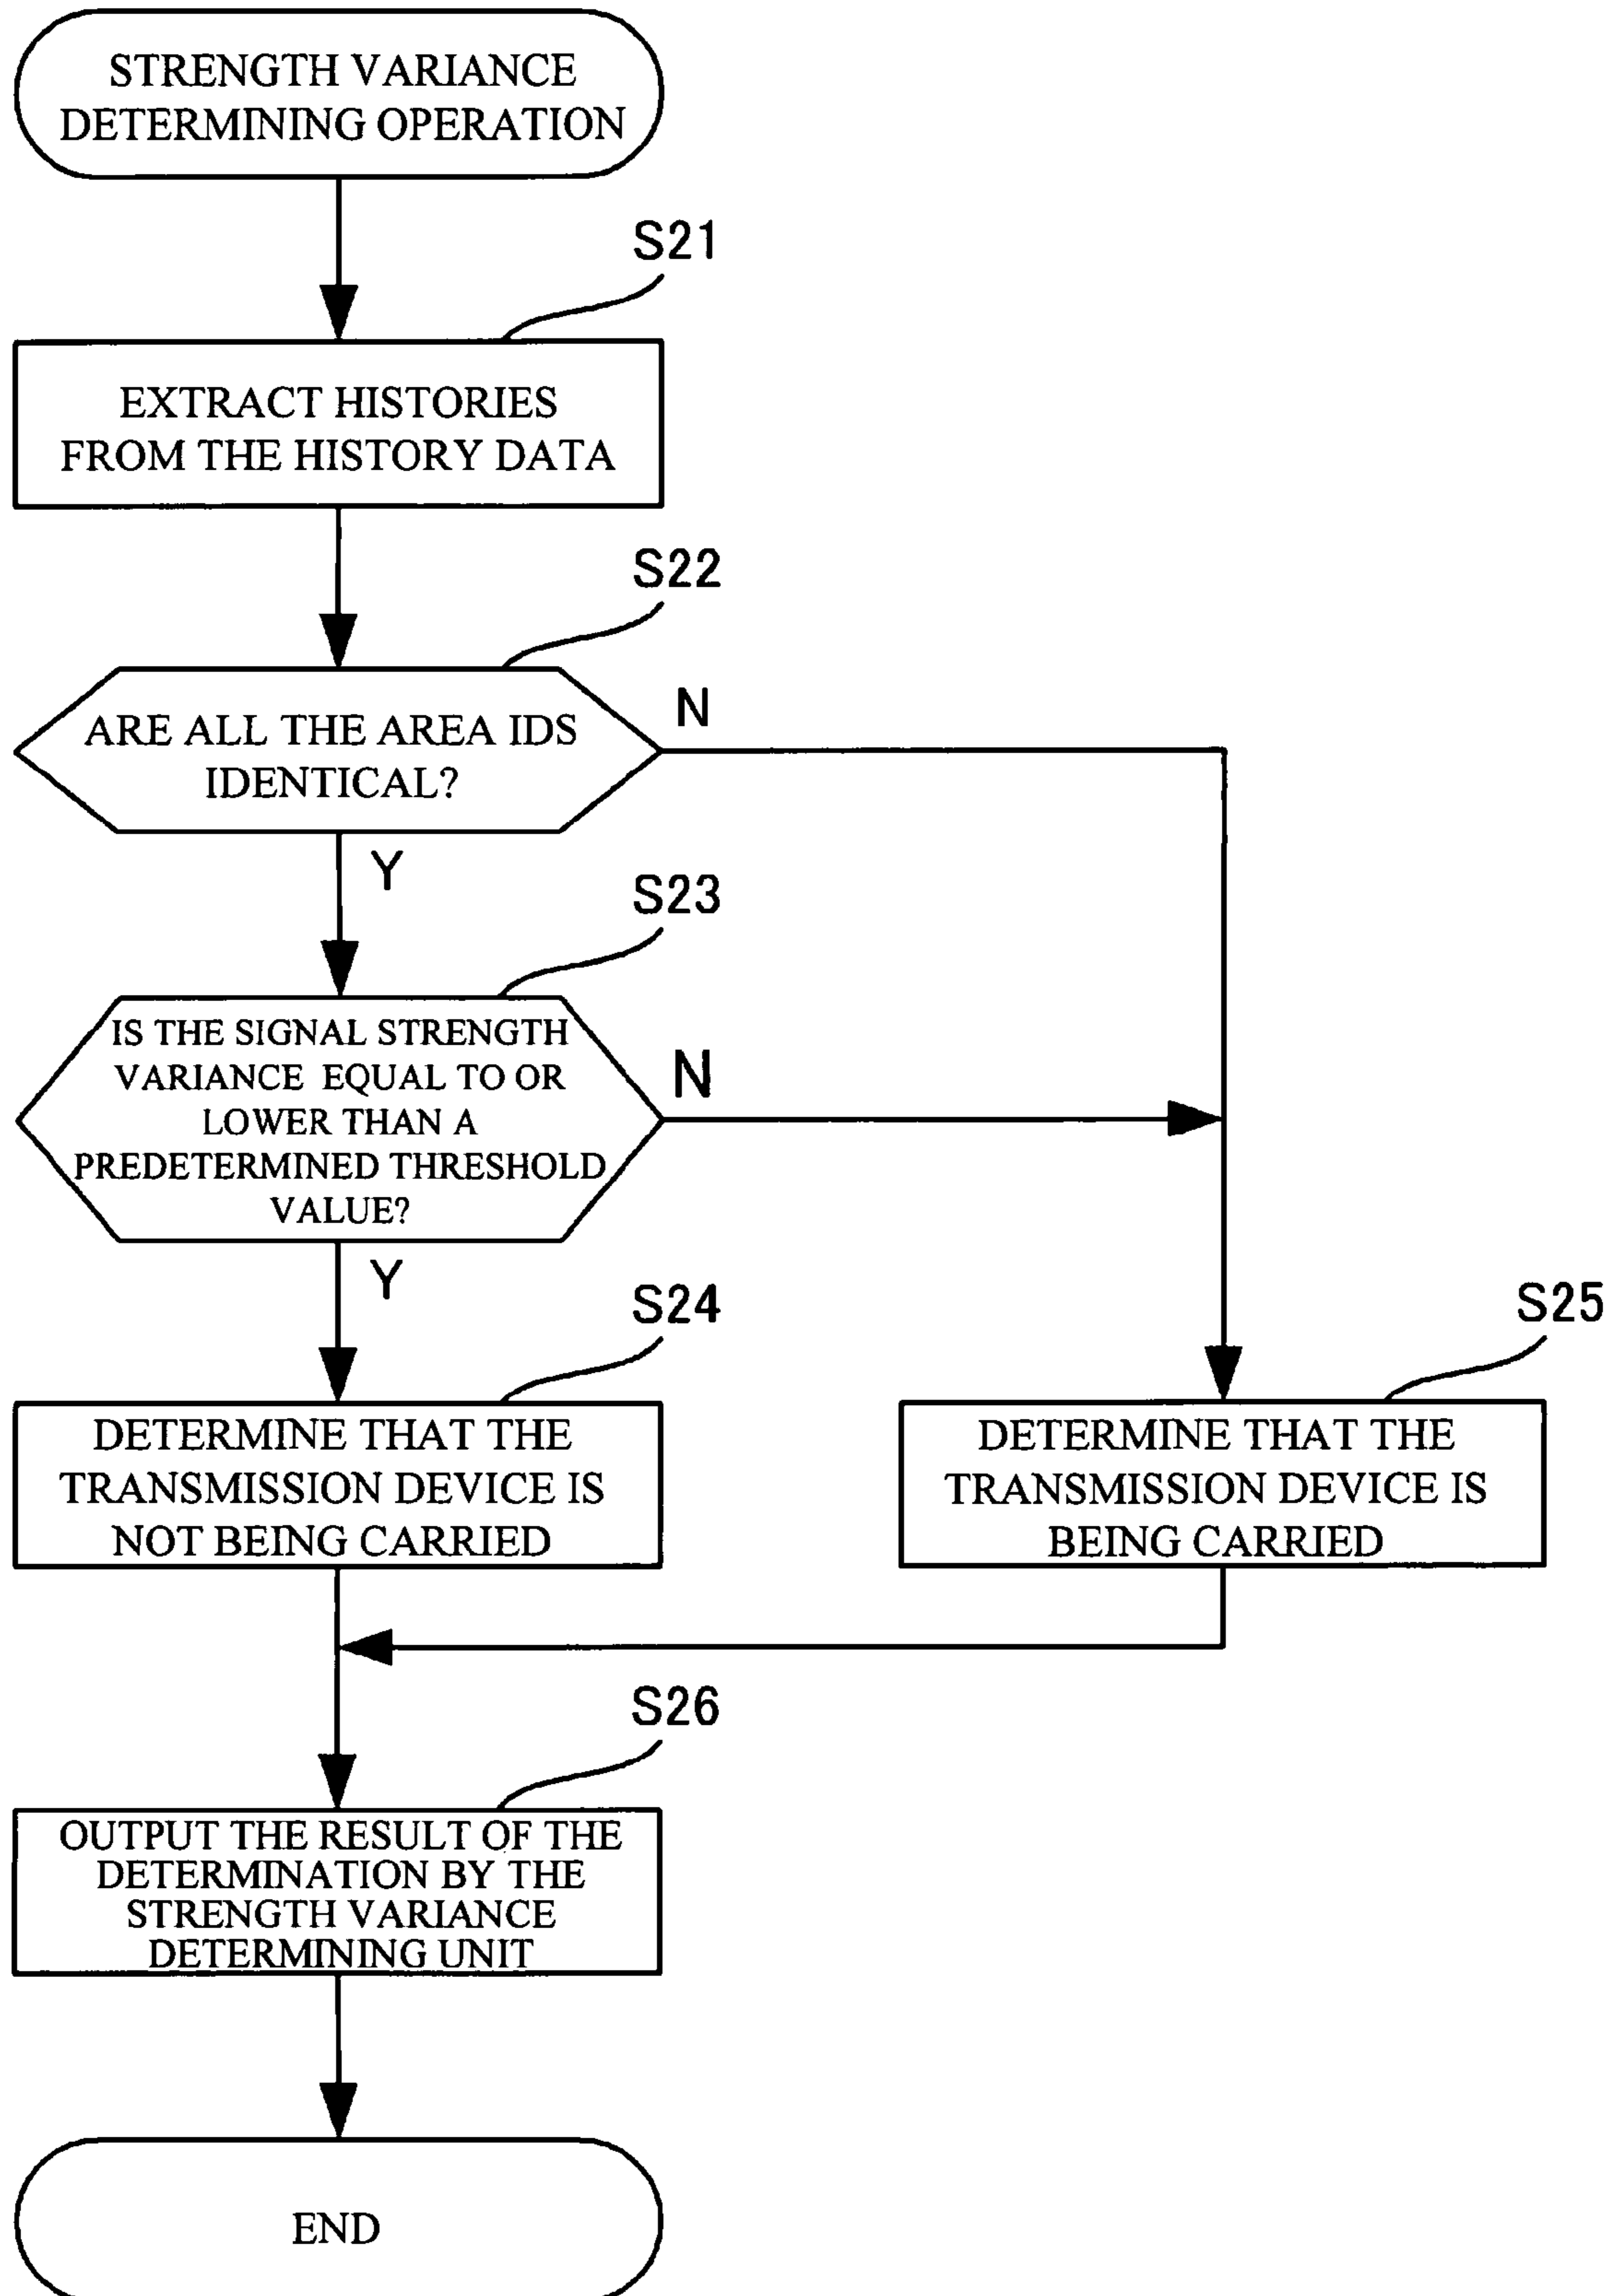 STRENGTH VARIANCE
DETERMINING OPERATION
S21
EXTRACT HISTORIES
FROM THE HISTORY DATA
S22
ARE ALL THE AREA IDS
IDENTICAL?
N
Y
S23
IS THE SIGNAL STRENGTH
VARIANCE EQUAL TO OR
LOWER THAN A
PREDETERMINED THRESHOLD
VALUE?
N
Y
S24
DETERMINE THAT THE
TRANSMISSION DEVICE IS
NOT BEING CARRIED
S25
DETERMINE THAT THE
TRANSMISSION DEVICE IS
BEING CARRIED
S26
OUTPUT THE RESULT OF THE
DETERMINATION BY THE
STRENGTH VARIANCE
DETERMINING UNIT
END